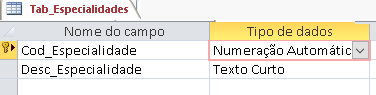 Tab_Especialidades
Nome do campo Tipo de dados
Cod_Especialidade Numeração Automátic
Desc_Especialidade Texto Curto